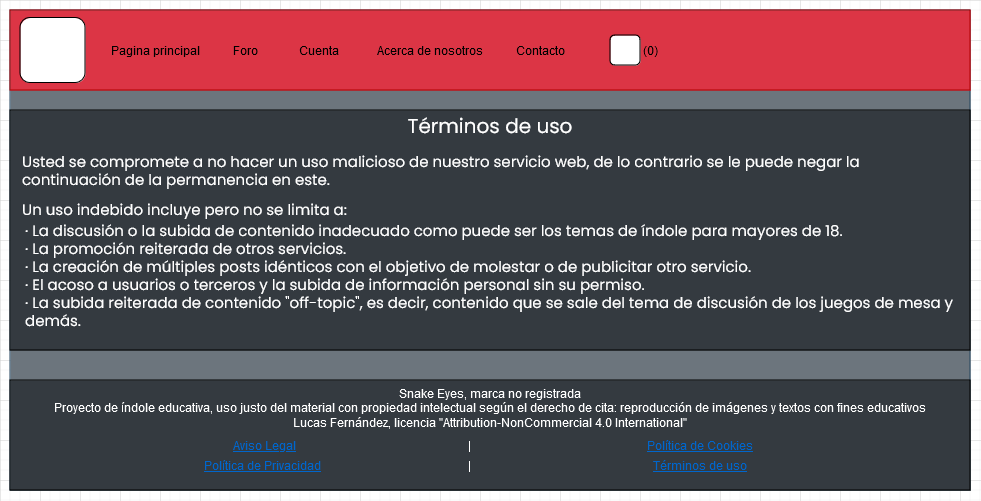 Pagina principal Foro Cuenta Acerca de nosotros Contacto (0)
Términos de uso
Usted se compromete a no hacer un uso malicioso de nuestro servicio web, de lo contrario se le puede negar la
continuación de la permanencia en este.
Un uso indebido incluye pero no se limita a:
· La discusión o la subida de contenido inadecuado como puede ser los temas de índole para mayores de 18.
· La promoción reiterada de otros servicios.
· La creación de múltiples posts idénticos con el objetivo de molestar o de publicitar otro servicio.
· El acoso a usuarios o terceros y la subida de información personal sin su permiso.
· La subida reiterada de contenido "off-topic", es decir, contenido que se sale del tema de discusión de los juegos de mesa y
demás.
Snake Eyes, marca no registrada
Proyecto de índole educativa, uso justo del material con propiedad intelectual según el derecho de cita: reproducción de imágenes y textos con fines educativos
Lucas Fernández, licencia "Attribution-NonCommercial 4.0 International"
Aviso Legal | Política de Cookies
Política de Privacidad | Términos de uso